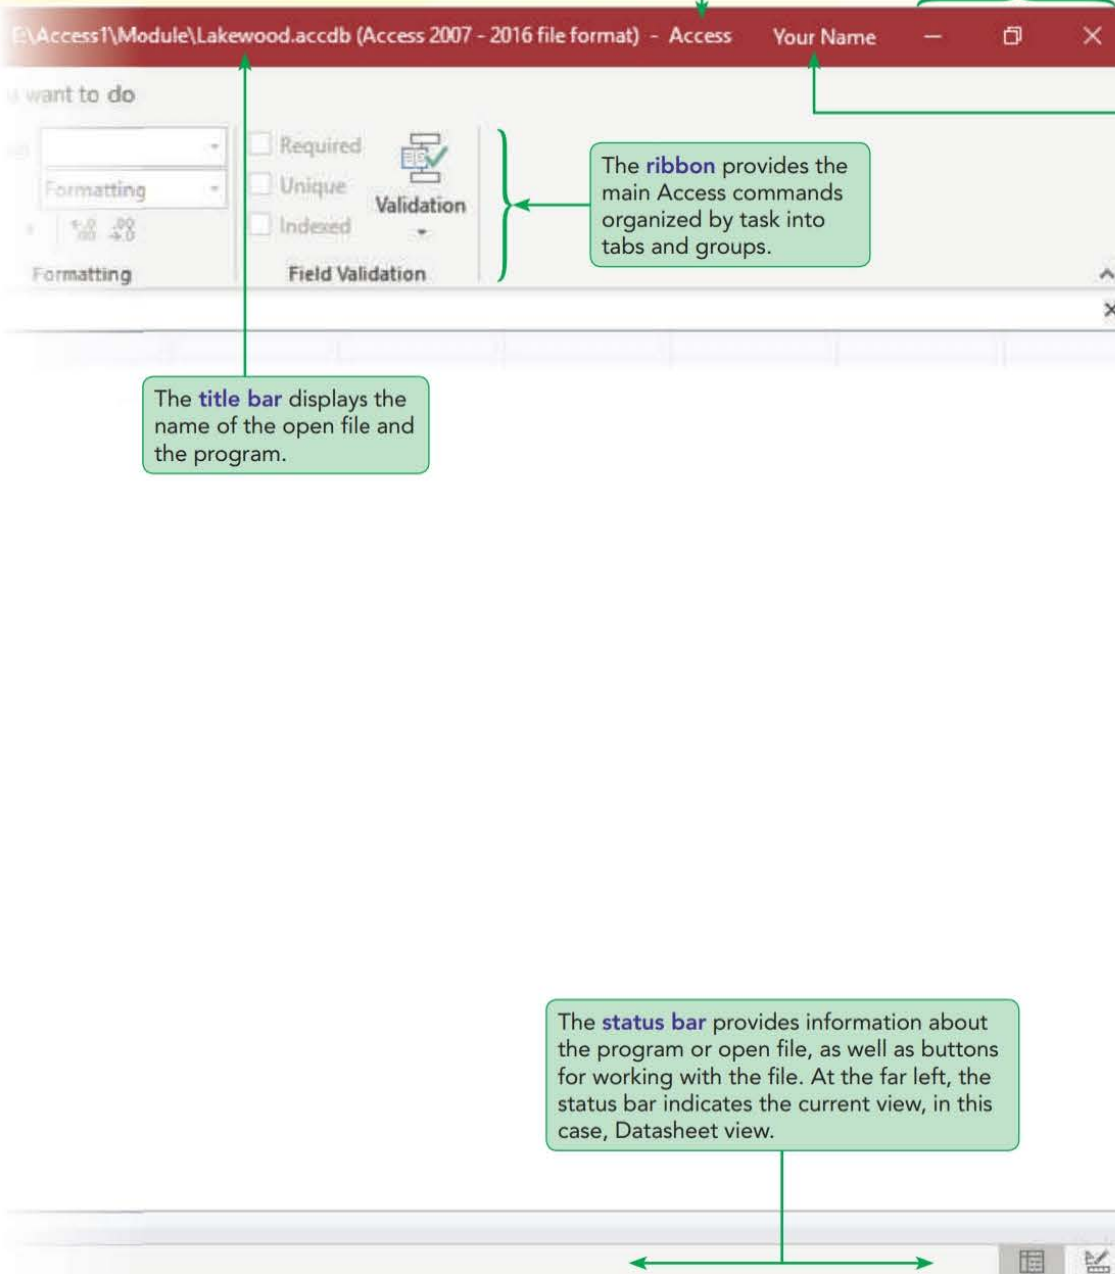 E:\Access1\Module\Lakewood.accdb (Access 2007 - 2016 file format) - Access Your Name
want to do
Required
Formatting
Unique
Validation
Indexed
Formatting
Field Validation
The ribbon provides the
main Access commands
organized by task into
tabs and groups.
The title bar displays the
name of the open file and
the program.
The status bar provides information about
the program or open file, as well as buttons
for working with the file. At the far left, the
status bar indicates the current view, in this
case, Datasheet view.